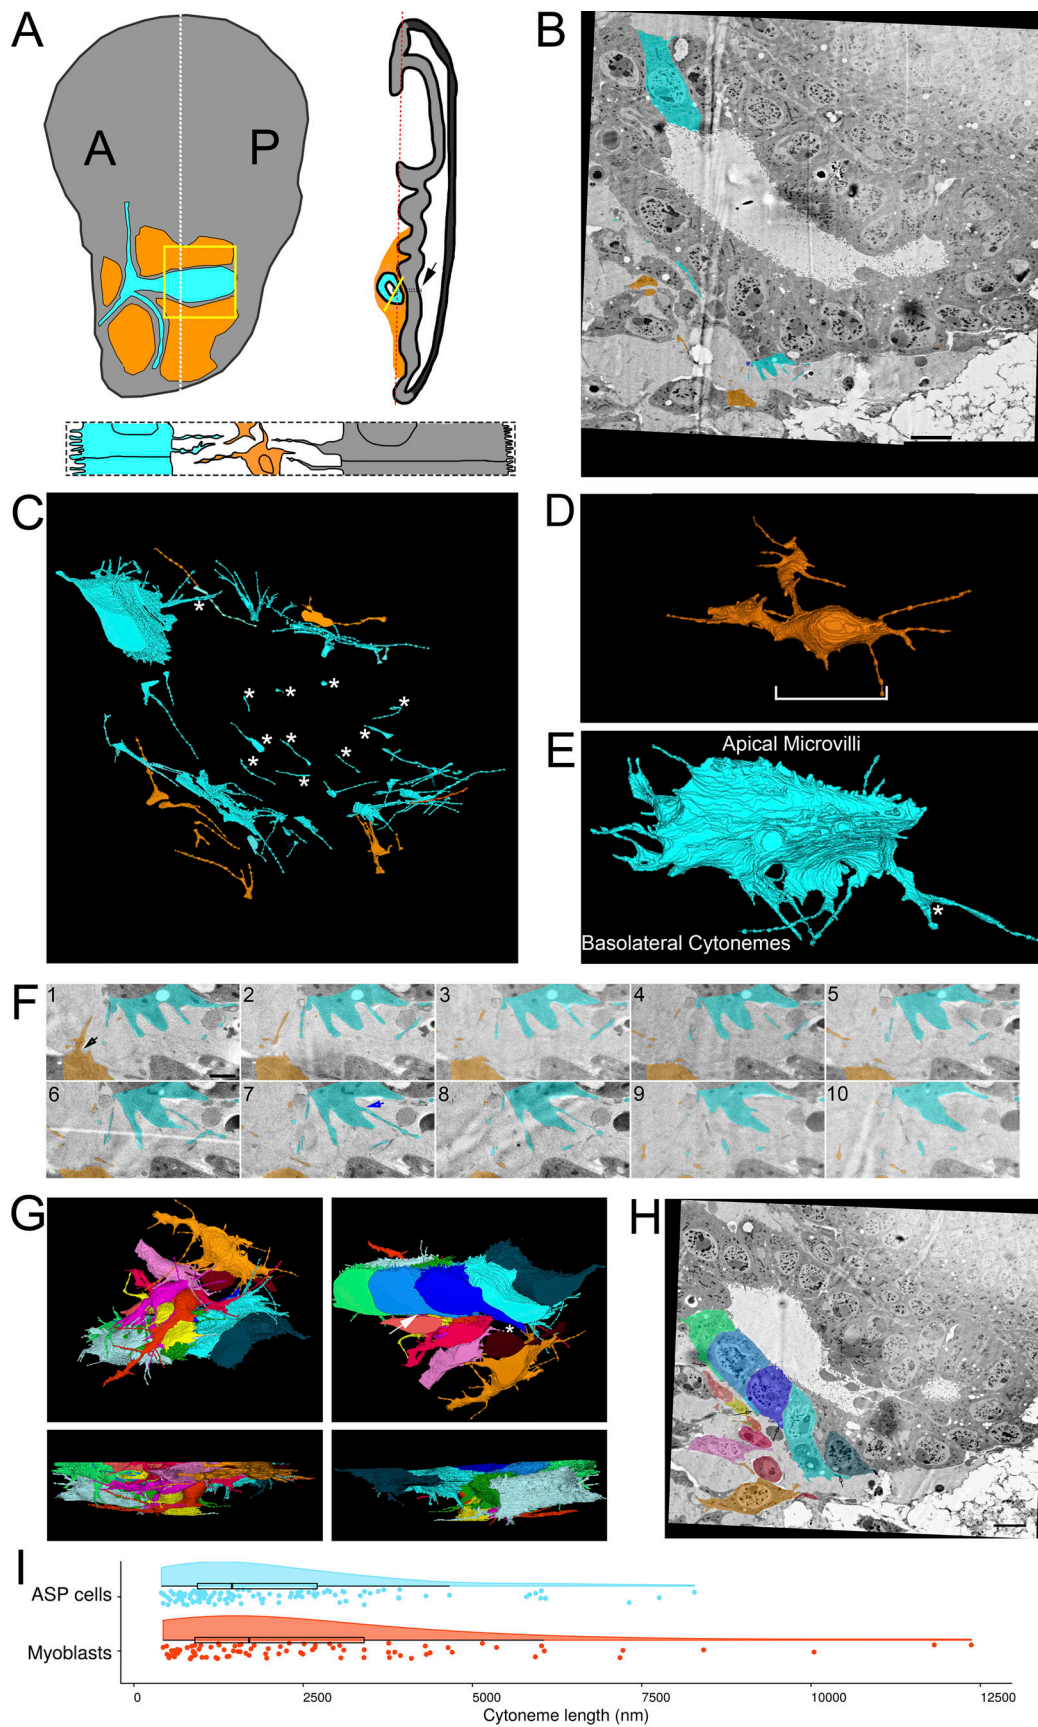 A
A
P
B
C
*
*
*
*
*
*
*
*
*
*
*
D
E
Apical Microvilli
*
Basolateral Cytonemes
F
1
2
3
4
5
6
7
8
9
10
G
*
H
I
ASP cells
Myoblasts
0
2500
5000
7500
10000
12500
Cytoneme length (nm)